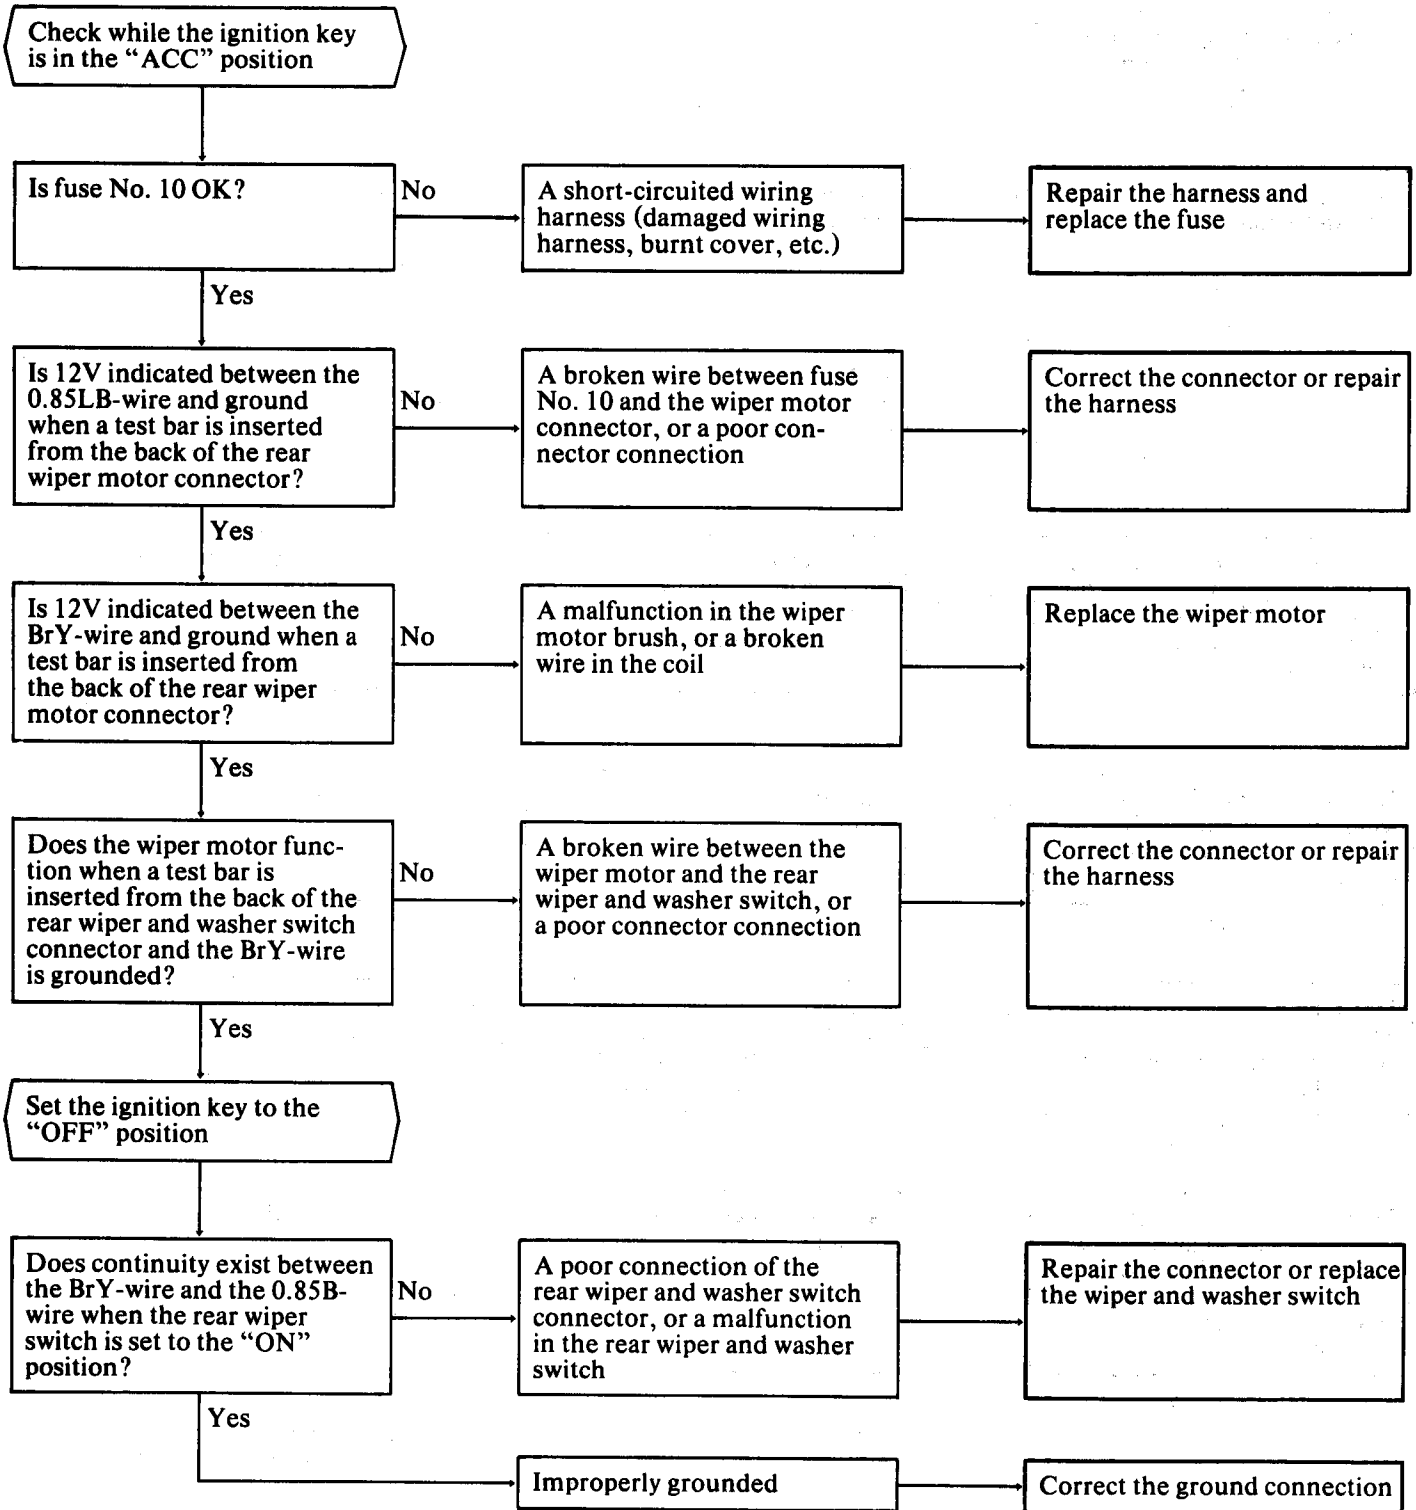 Check while the ignition key
is in the “ACC” position
Is fuse No. 10 OK?
No
A short-circuited wiring
harness (damaged wiring
harness, burnt cover, etc.)
Repair the harness and
replace the fuse
Yes
Is 12V indicated between the
0.85LB-wire and ground
when a test bar is inserted
from the back of the rear
wiper motor connector?
No
A broken wire between fuse
No. 10 and the wiper motor
connector, or a poor con-
nector connection
Correct the connector or repair
the harness
Yes
Is 12V indicated between the
BrY-wire and ground when a
test bar is inserted from
the back of the rear wiper
motor connector?
No
A malfunction in the wiper
motor brush, or a broken
wire in the coil
Replace the wiper motor
Yes
Does the wiper motor func-
tion when a test bar is
inserted from the back of the
rear wiper and washer switch
connector and the BrY-wire
is grounded?
No
A broken wire between the
wiper motor and the rear
wiper and washer switch, or
a poor connector connection
Correct the connector or repair
the harness
Yes
Set the ignition key to the
“OFF” position
Does continuity exist between
the BrY-wire and the 0.85B-
wire when the rear wiper
switch is set to the “ON”
position?
No
A poor connection of the
rear wiper and washer switch
connector, or a malfunction
in the rear wiper and washer
switch
Repair the connector or replace
the wiper and washer switch
Yes
Improperly grounded
Correct the ground connection